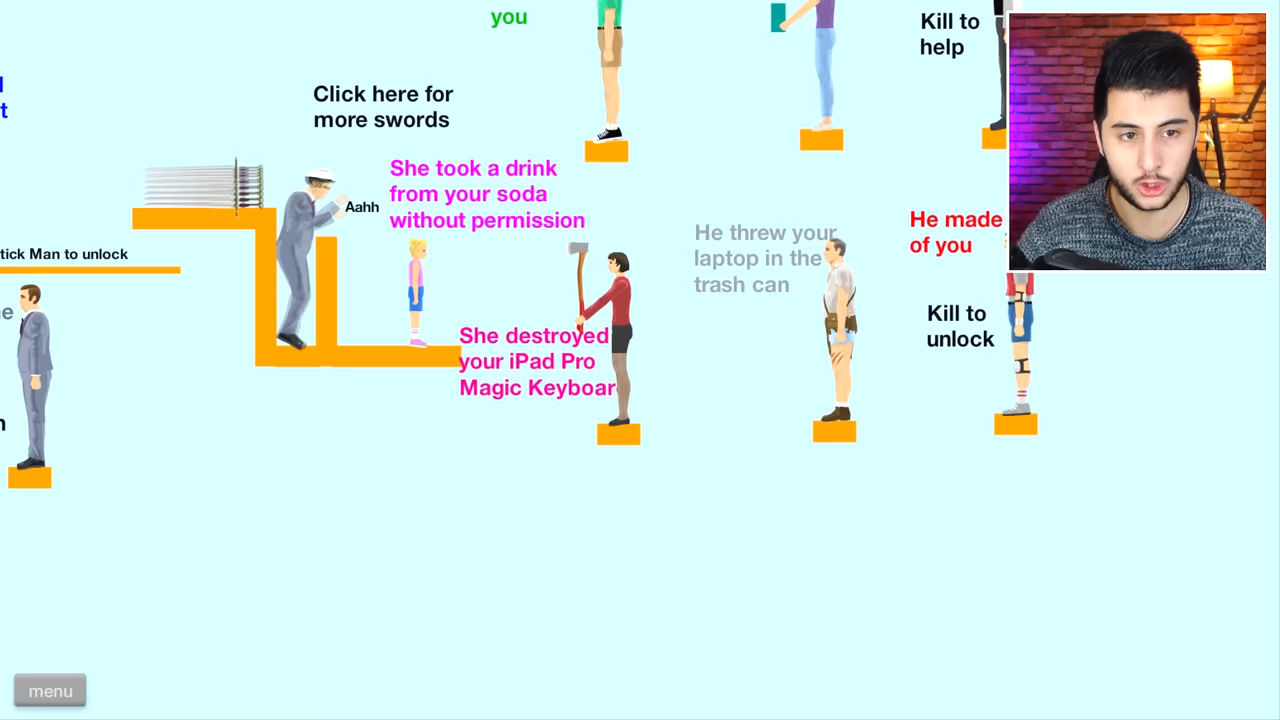 you
Kill to
help
Click here for
more swords
She took a drink
from your soda
without permission
Aahh
tick Man to unlock
He threw your
laptop in the
trash can
He made
of you
Kill to
unlock
She destroyed
your iPad Pro
Magic Keyboar
menu